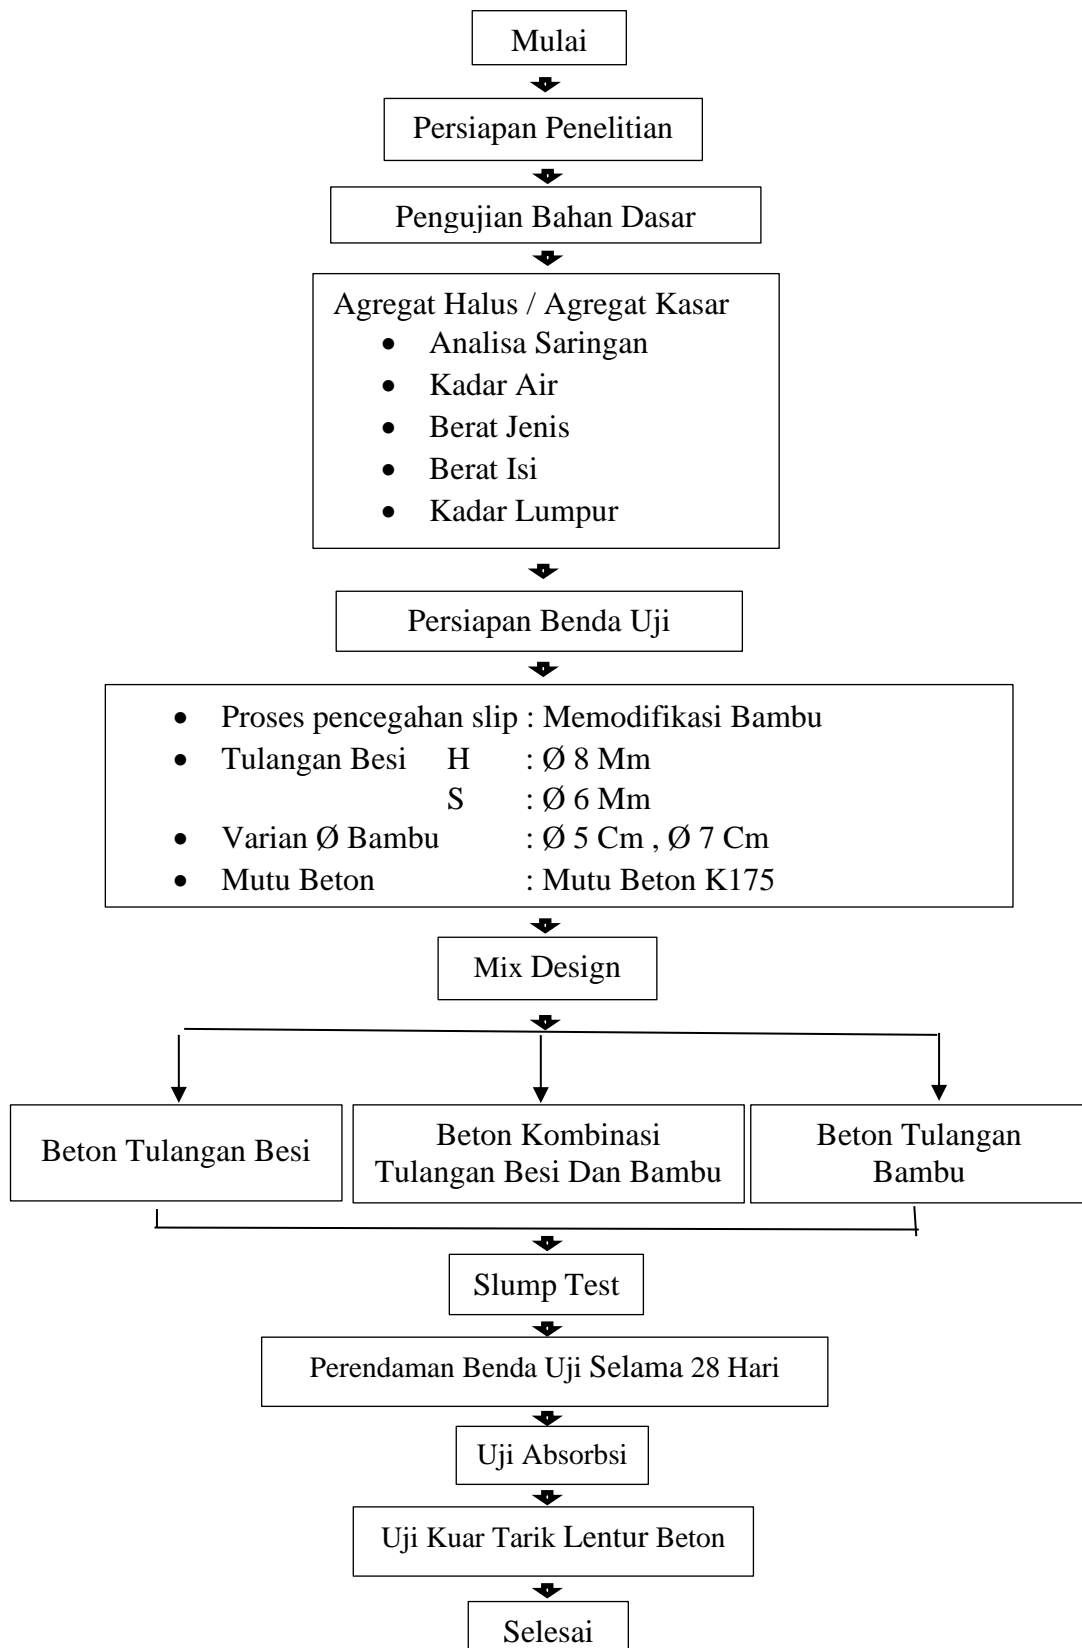 Mulai
Persiapan Penelitian
Pengujian Bahan Dasar
Agregat Halus / Agregat Kasar
• Analisa Saringan
• Kadar Air
• Berat Jenis
• Berat Isi
• Kadar Lumpur
Persiapan Benda Uji
• Proses pencegahan slip : Memodifikasi Bambu
• Tulangan Besi H : Ø 8 Mm
S : Ø 6 Mm
• Varian Ø Bambu : Ø 5 Cm , Ø 7 Cm
• Mutu Beton : Mutu Beton K175
Mix Design
Beton Tulangan Besi
Beton Kombinasi
Tulangan Besi Dan Bambu
Beton Tulangan
Bambu
Slump Test
Perendaman Benda Uji Selama 28 Hari
Uji Absorbsi
Uji Kuar Tarik Lentur Beton
Selesai